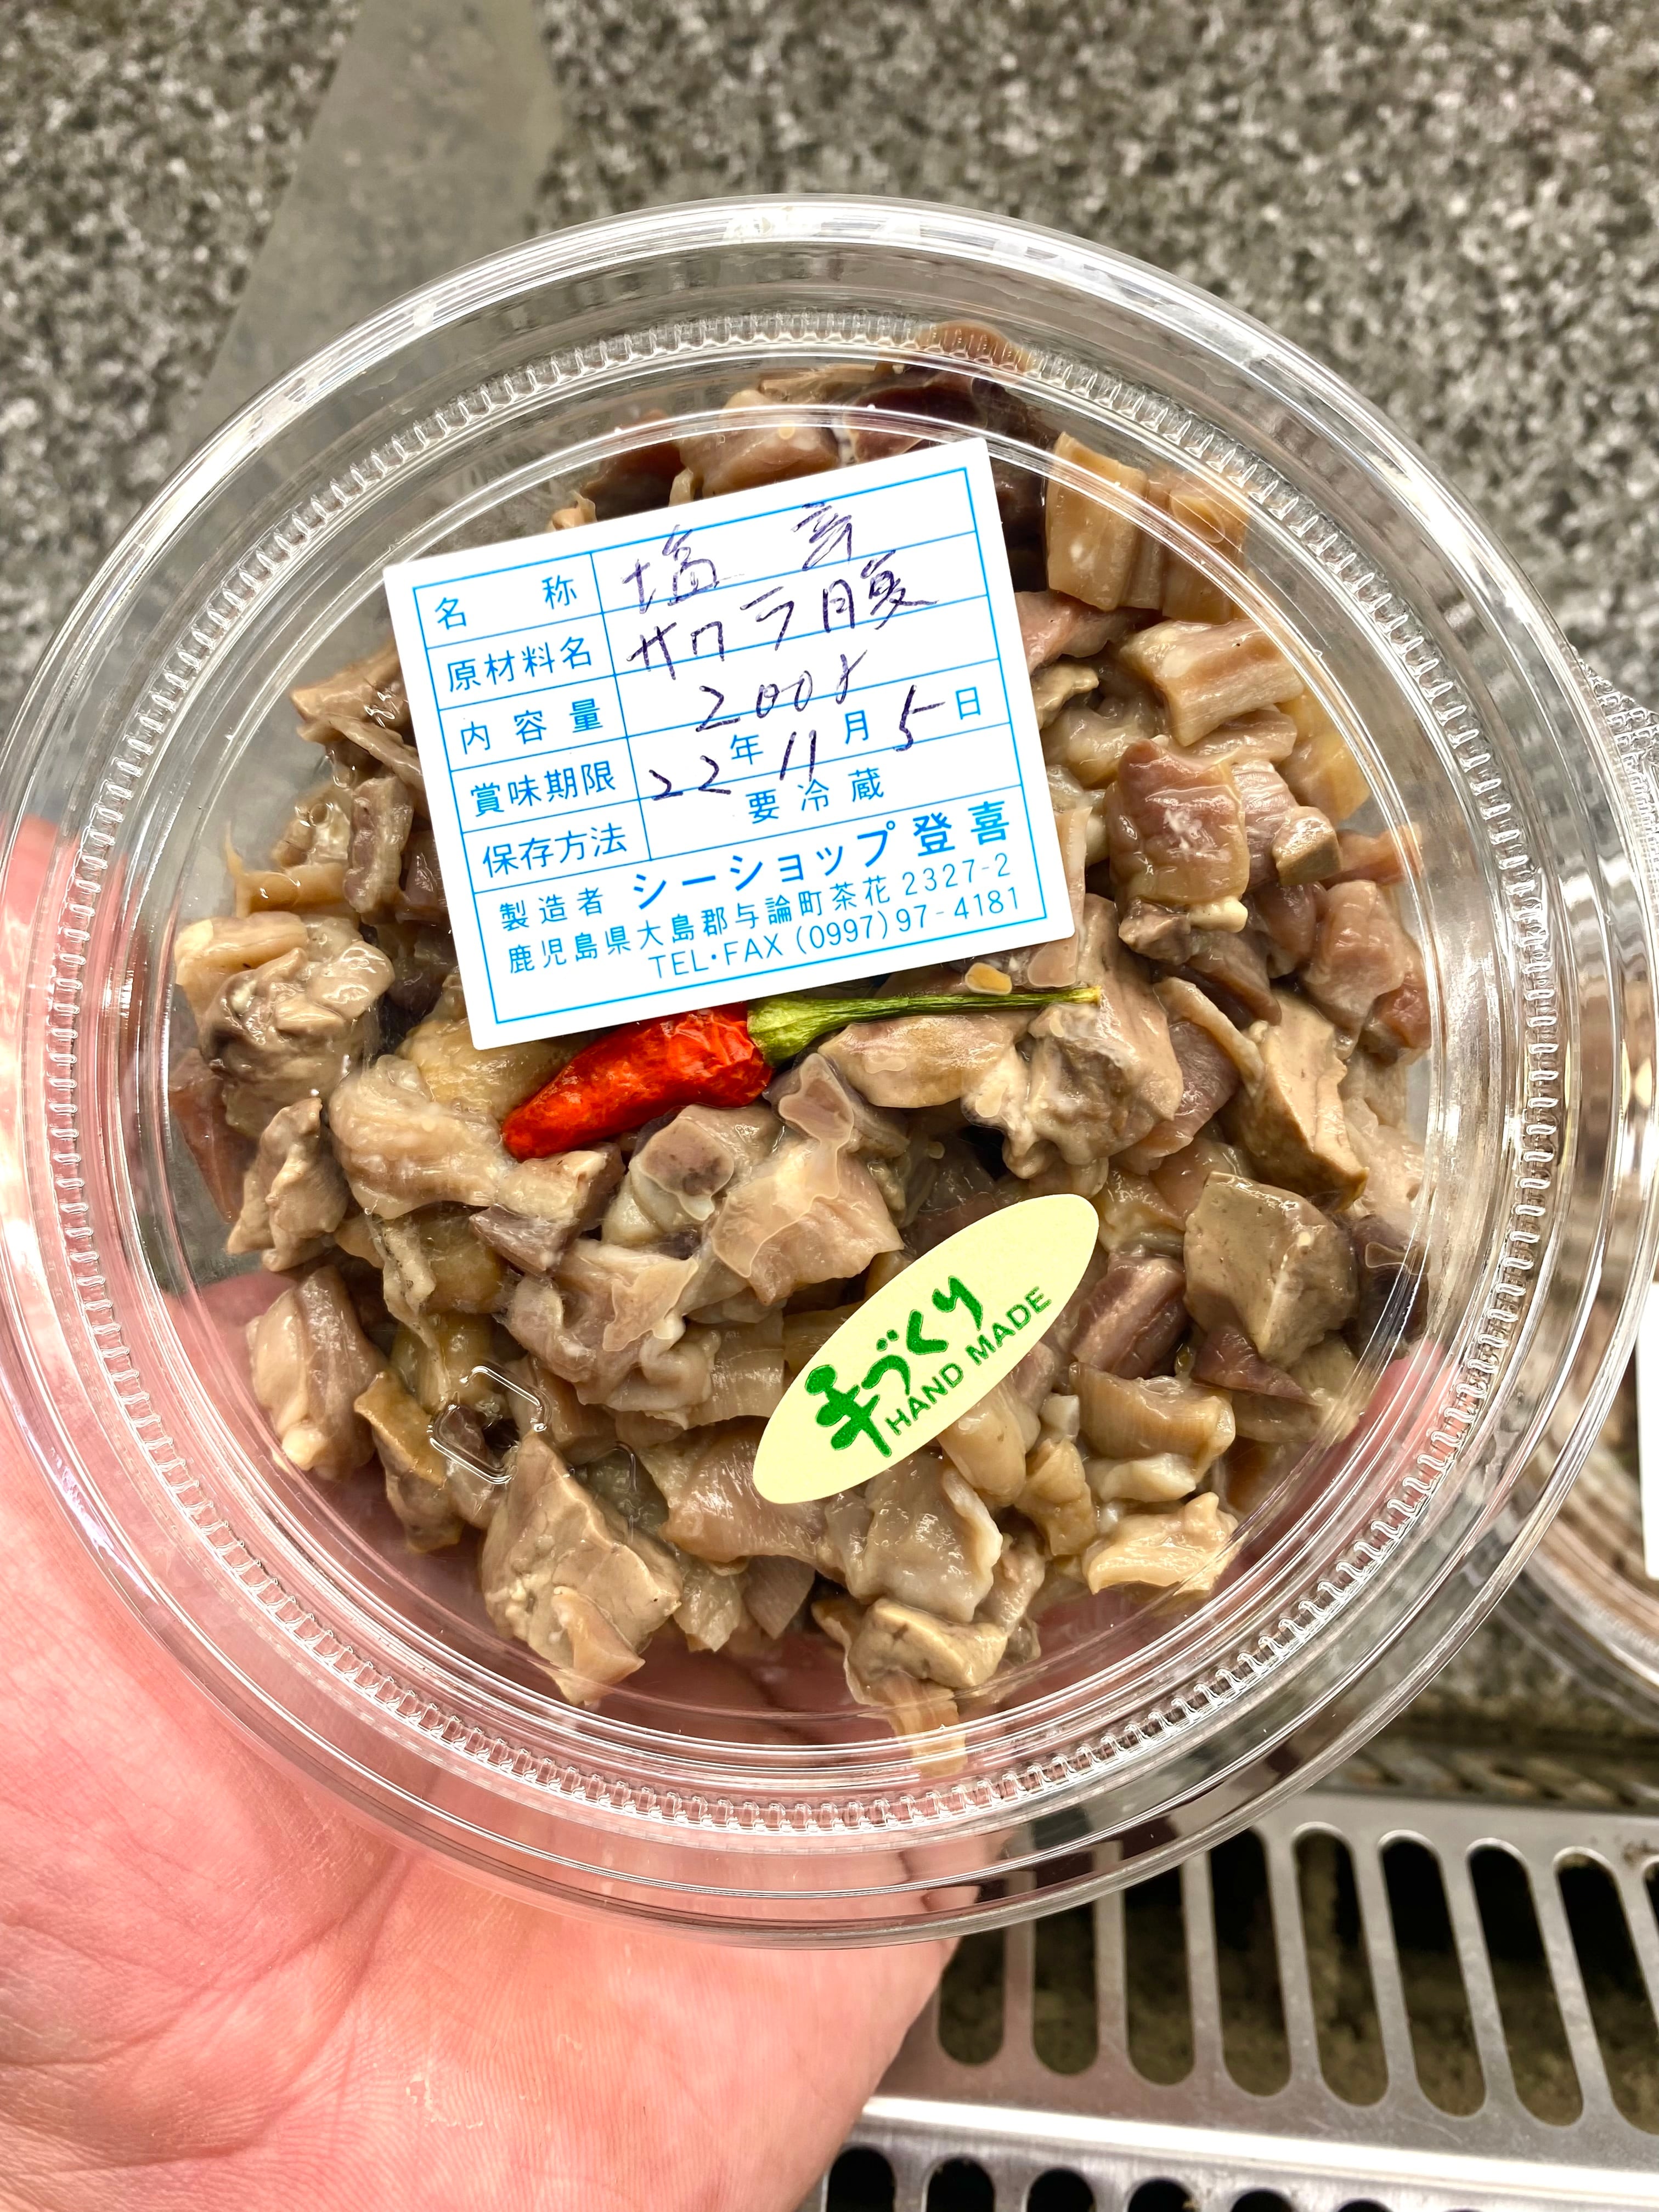 名称 塩辛
原材料名 サワラ腹
内容量 200g
賞味期限 22年11月5日
保存方法 要冷蔵
製造者 シーショップ登喜
鹿児島県大島郡与論町茶花2327-2
TEL・FAX (0997)97-4181
手づくり
HAND MADE